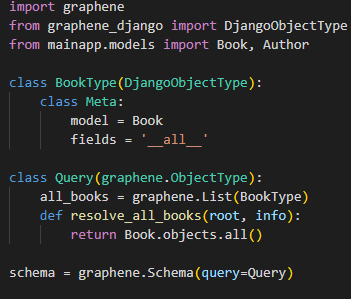 import graphene
from graphene_django import DjangoObjectType
from mainapp.models import Book, Author

class BookType(DjangoObjectType):
    class Meta:
        model = Book
        fields = '__all__'

class Query(graphene.ObjectType):
    all_books = graphene.List(BookType)
    def resolve_all_books(root, info):
        return Book.objects.all()

schema = graphene.Schema(query=Query)